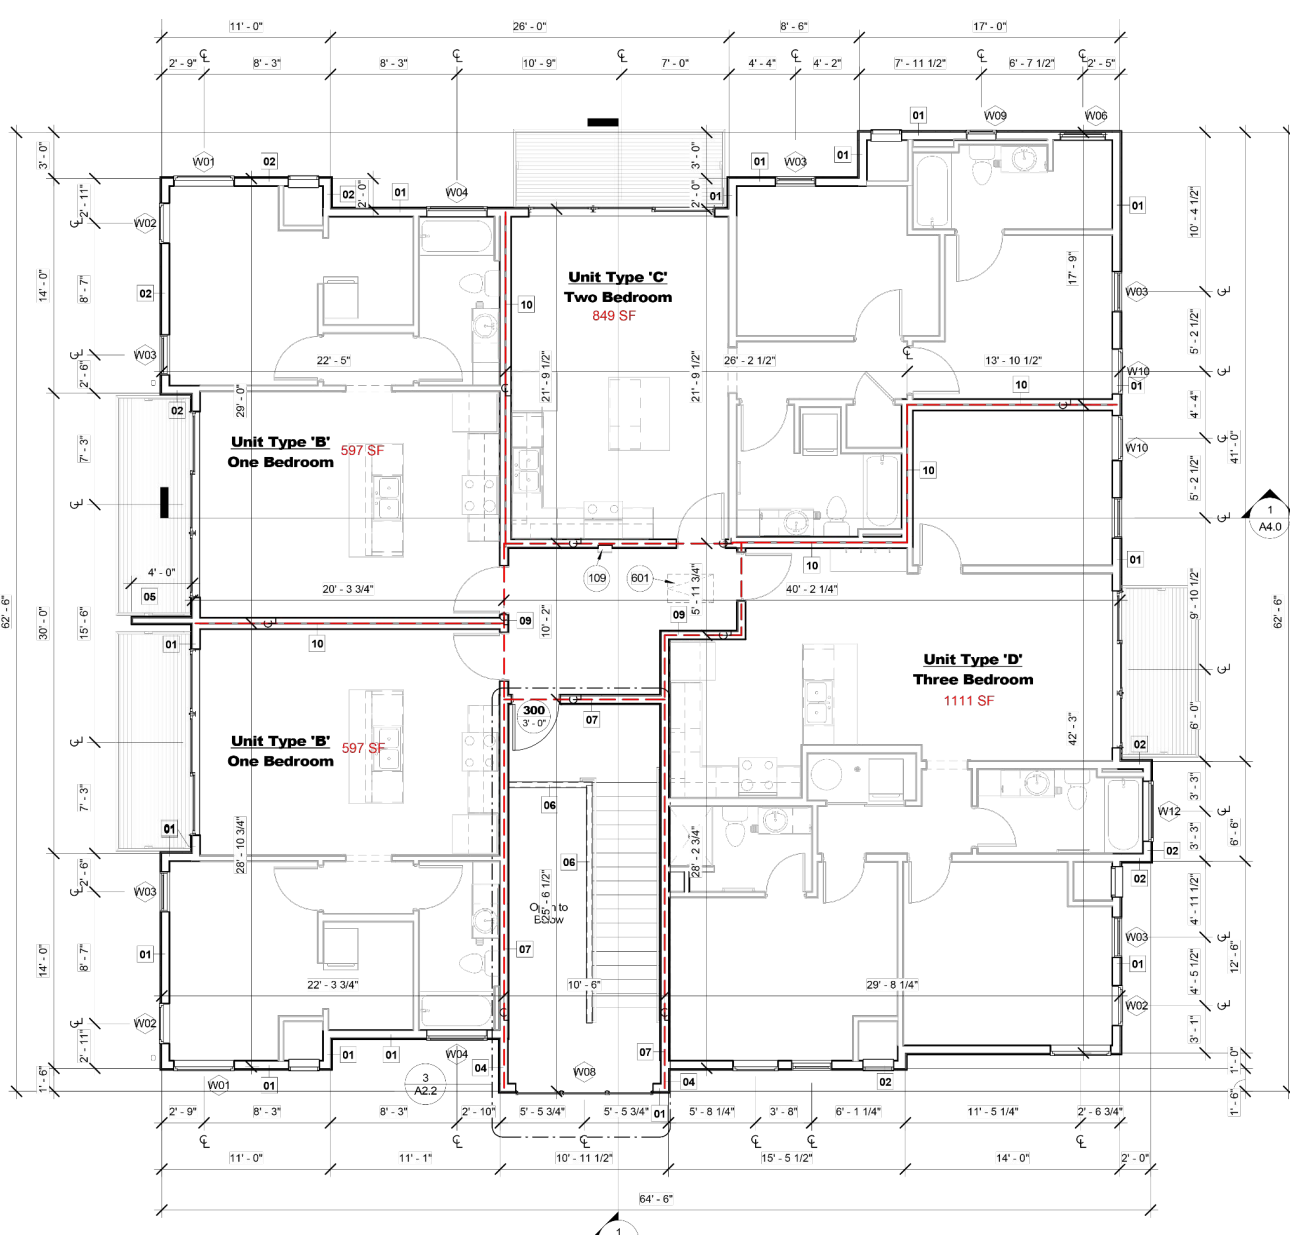 11' - 0"
26' - 0"
8' - 6"
17' - 0"
2' - 9"
8' - 3"
8' - 3"
10' - 9"
7' - 0"
4' - 4"
4' - 2"
7' - 11 1/2"
6' - 7 1/2"
2' - 5"
W01
02
02
01
W04
01
01
W03
01
01
W09
W06
3' - 0"
2' - 11"
2' - 0"
3' - 0"
2' - 0"
W02
14' - 0"
8' - 7"
02
10
01
10' - 4 1/2"
17' - 9"
W03
Unit Type 'C'
Two Bedroom
849 SF
W03
2' - 6"
22' - 5"
21' - 9 1/2"
21' - 9 1/2"
26' - 2 1/2"
13' - 10 1/2"
5' - 2 1/2"
W10
01
10
02
29' - 0"
4' - 4"
7' - 3"
Unit Type 'B'
One Bedroom
597 SF
W10
41' - 0"
10
5' - 2 1/2"
1
A4.0
01
4' - 0"
05
20' - 3 3/4"
109
601
5' - 11 3/4"
10
40' - 2 1/4"
62' - 6"
30' - 0"
15' - 6"
09
10' - 2"
09
9' - 10 1/2"
62' - 6"
01
10
Unit Type 'D'
Three Bedroom
1111 SF
300
3' - 0"
07
42' - 3"
6' - 0"
Unit Type 'B'
One Bedroom
597 SF
02
7' - 3"
06
3' - 3"
W12
01
28' - 10 3/4"
06
28' - 2 3/4"
3' - 3"
6' - 6"
02
02
2' - 6"
W03
Below
4' - 11 1/2"
14' - 0"
8' - 7"
01
07
W03
01
12' - 6"
22' - 3 3/4"
10' - 6"
29' - 8 1/4"
4' - 5 1/2"
W02
W02
2' - 11"
01
01
W04
04
07
3' - 1"
1' - 6"
W01
01
3
A2.2
W08
01
04
02
1' - 0"
1' - 6"
2' - 9"
8' - 3"
8' - 3"
2' - 10"
5' - 5 3/4"
5' - 5 3/4"
5' - 8 1/4"
3' - 8"
6' - 1 1/4"
11' - 5 1/4"
2' - 6 3/4"
11' - 0"
11' - 1"
10' - 11 1/2"
15' - 5 1/2"
14' - 0"
2' - 0"
64' - 6"
1